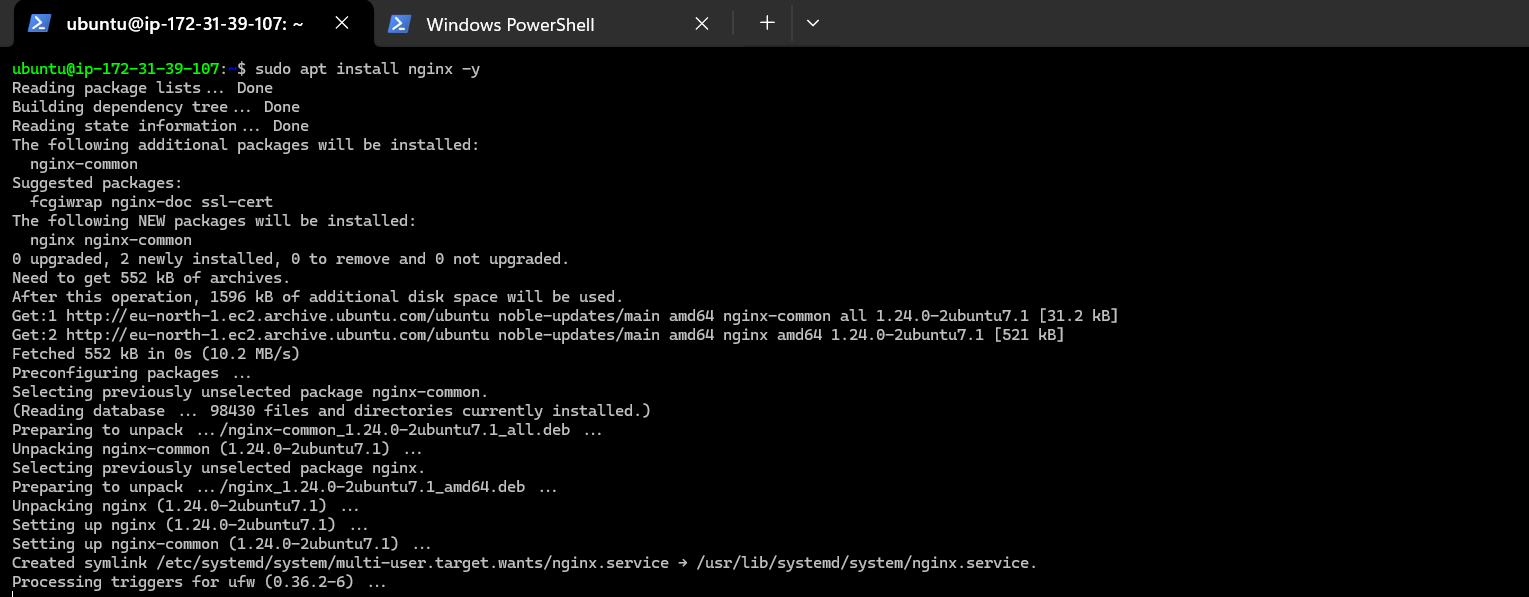 ubuntu@ip-172-31-39-107: ~
Windows PowerShell
ubuntu@ip-172-31-39-107:~$ sudo apt install nginx -y
Reading package lists... Done
Building dependency tree... Done
Reading state information... Done
The following additional packages will be installed:
  nginx-common
Suggested packages:
  fcgiwrap nginx-doc ssl-cert
The following NEW packages will be installed:
  nginx nginx-common
0 upgraded, 2 newly installed, 0 to remove and 0 not upgraded.
Need to get 552 kB of archives.
After this operation, 1596 kB of additional disk space will be used.
Get:1 http://eu-north-1.ec2.archive.ubuntu.com/ubuntu noble-updates/main amd64 nginx-common all 1.24.0-2ubuntu7.1 [31.2 kB]
Get:2 http://eu-north-1.ec2.archive.ubuntu.com/ubuntu noble-updates/main amd64 nginx amd64 1.24.0-2ubuntu7.1 [521 kB]
Fetched 552 kB in 0s (10.2 MB/s)
Preconfiguring packages ...
Selecting previously unselected package nginx-common.
(Reading database ... 98430 files and directories currently installed.)
Preparing to unpack .../nginx-common_1.24.0-2ubuntu7.1_all.deb ...
Unpacking nginx-common (1.24.0-2ubuntu7.1) ...
Selecting previously unselected package nginx.
Preparing to unpack .../nginx_1.24.0-2ubuntu7.1_amd64.deb ...
Unpacking nginx (1.24.0-2ubuntu7.1) ...
Setting up nginx (1.24.0-2ubuntu7.1) ...
Setting up nginx-common (1.24.0-2ubuntu7.1) ...
Created symlink /etc/systemd/system/multi-user.target.wants/nginx.service → /usr/lib/systemd/system/nginx.service.
Processing triggers for ufw (0.36.2-6) ...